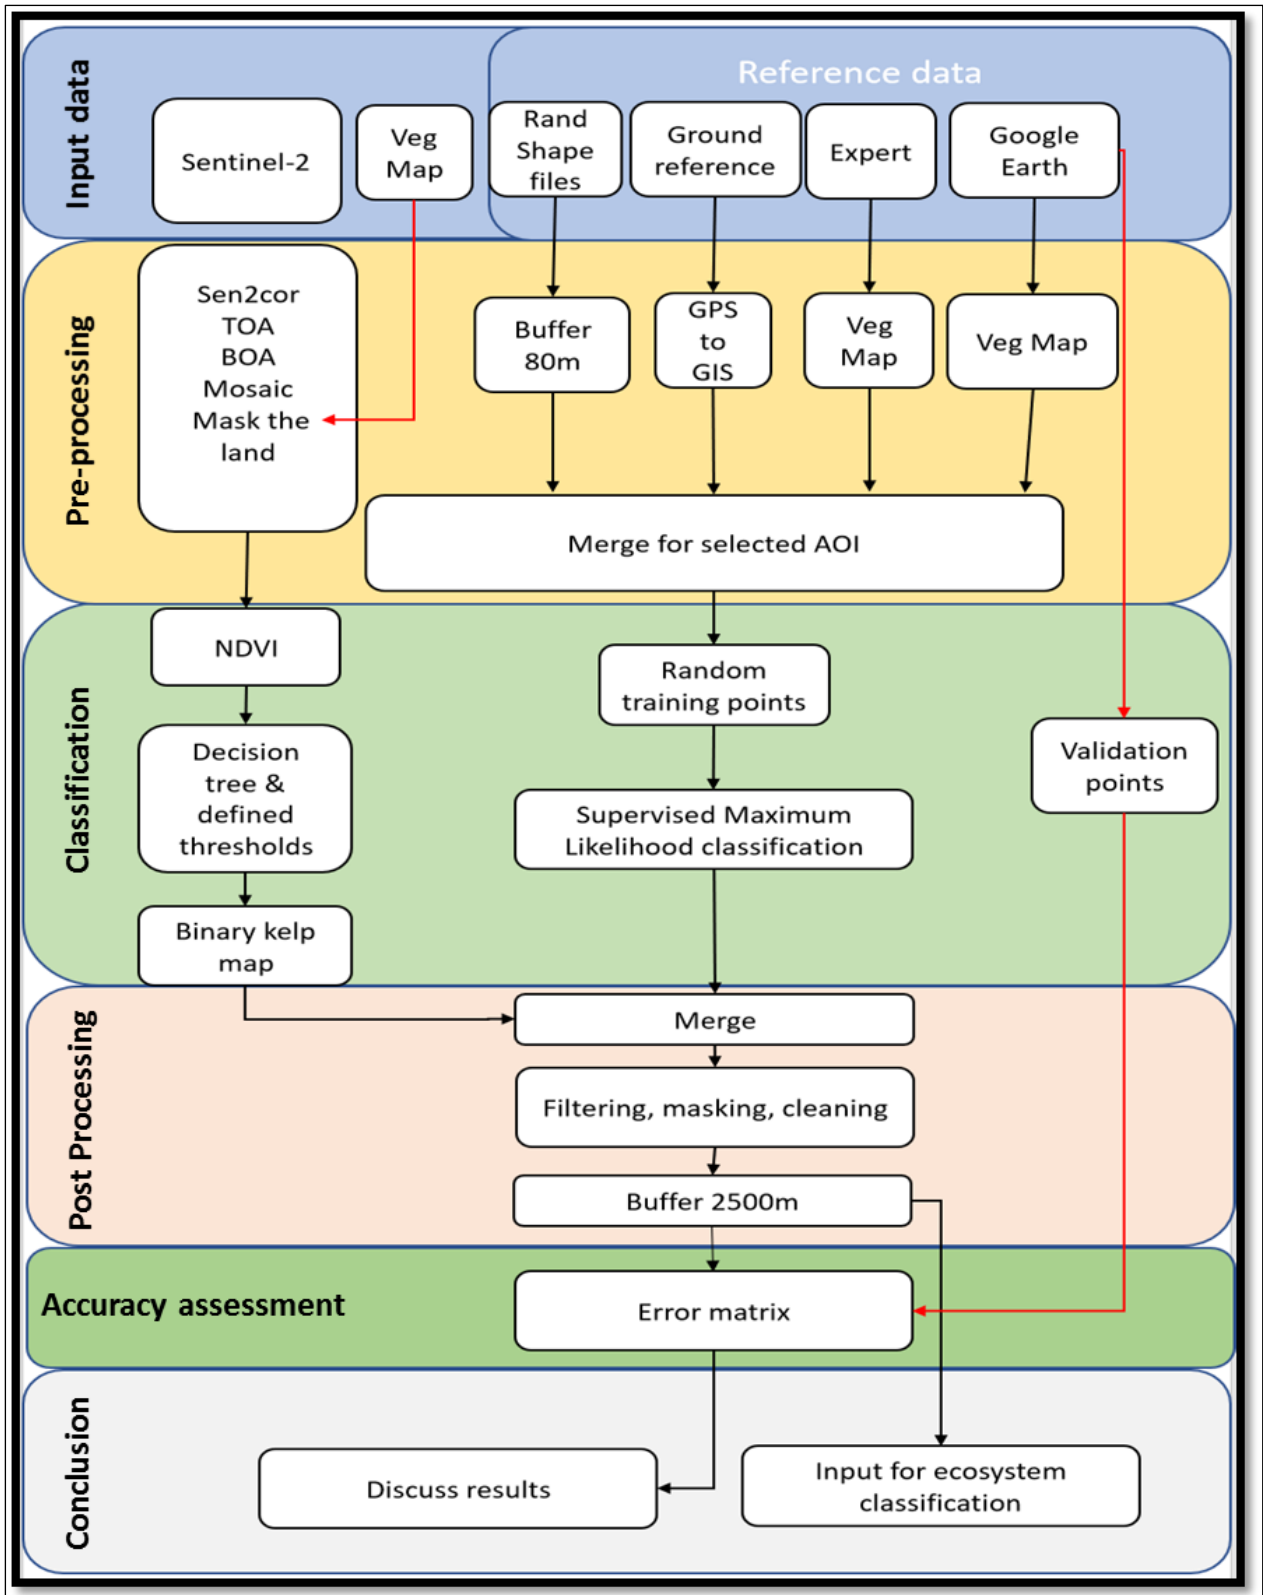 Input data
Reference data
Sentinel-2
Veg
Map
Rand
Shape
files
Ground
reference
Expert
Google
Earth
Pre-processing
Sen2cor
TOA
BOA
Mosaic
Mask the
land
Buffer
80m
GPS
to
GIS
Veg
Map
Veg Map
Merge for selected AOI
Classification
NDVI
Decision
tree &
defined
thresholds
Binary kelp
map
Random
training points
Supervised Maximum
Likelihood classification
Validation
points
Post Processing
Merge
Filtering, masking, cleaning
Buffer 2500m
Accuracy assessment
Error matrix
Conclusion
Discuss results
Input for ecosystem
classification